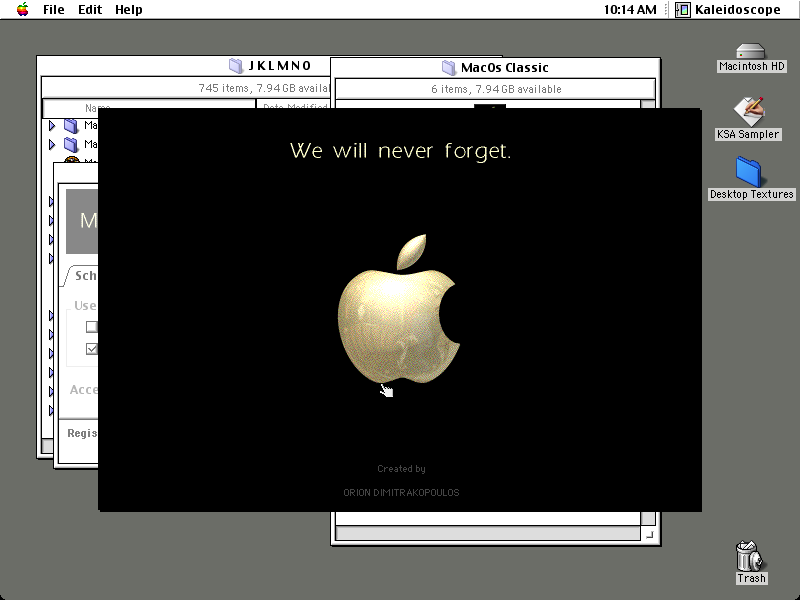 File Edit Help 10:14 AM Kaleidoscope
JKLMNO
745 items, 7.94 GB availa
Date Modified
Ma
Ma
MacOs Classic
6 items, 7.94 GB available
Macintosh HD
KSA Sampler
Desktop Textures
We will never forget.
M
Sch
Use
Acce
Regis
Created by
ORION DIMITRAKOPOULOS
Trash